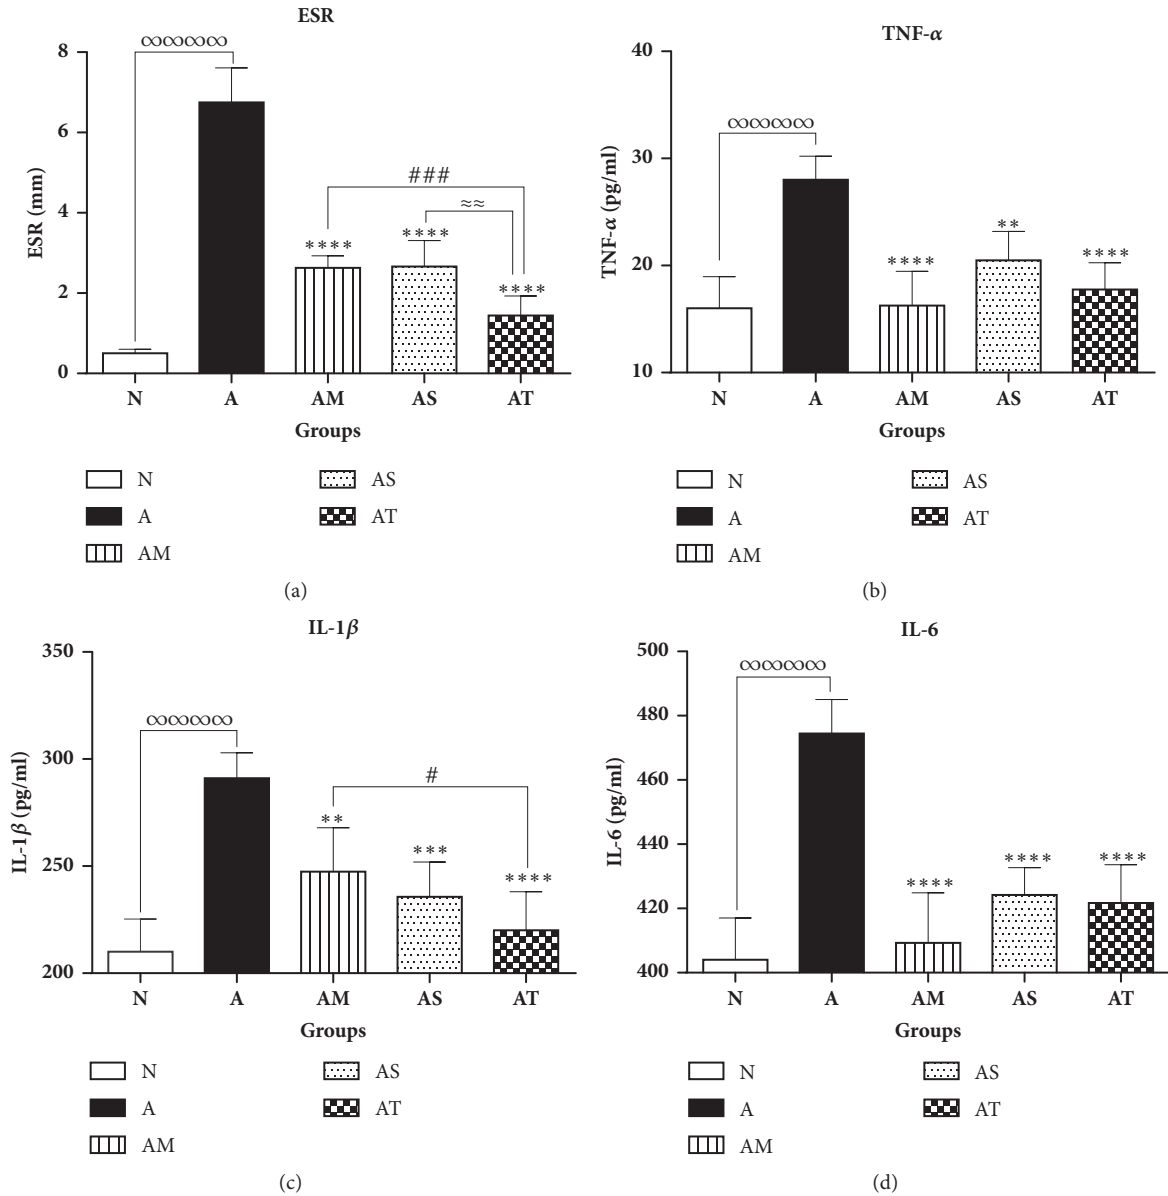 ESR
∞∞∞∞
8
6
4
2
0
ESR (mm)
###
≈≈
****
****
****
N A AM AS AT
Groups
N
A
AM
AS
AT
(a)
TNF-α
∞∞∞∞
40
30
20
10
TNF-α (pg/ml)
****
**
****
N A AM AS AT
Groups
N
A
AM
AS
AT
(b)
IL-1β
350
300
250
200
IL-1β (pg/ml)
∞∞∞∞
#
**
***
****
N A AM AS AT
Groups
N
A
AM
AS
AT
(c)
IL-6
500
480
460
440
420
400
IL-6 (pg/ml)
∞∞∞∞
****
****
****
N A AM AS AT
Groups
N
A
AM
AS
AT
(d)